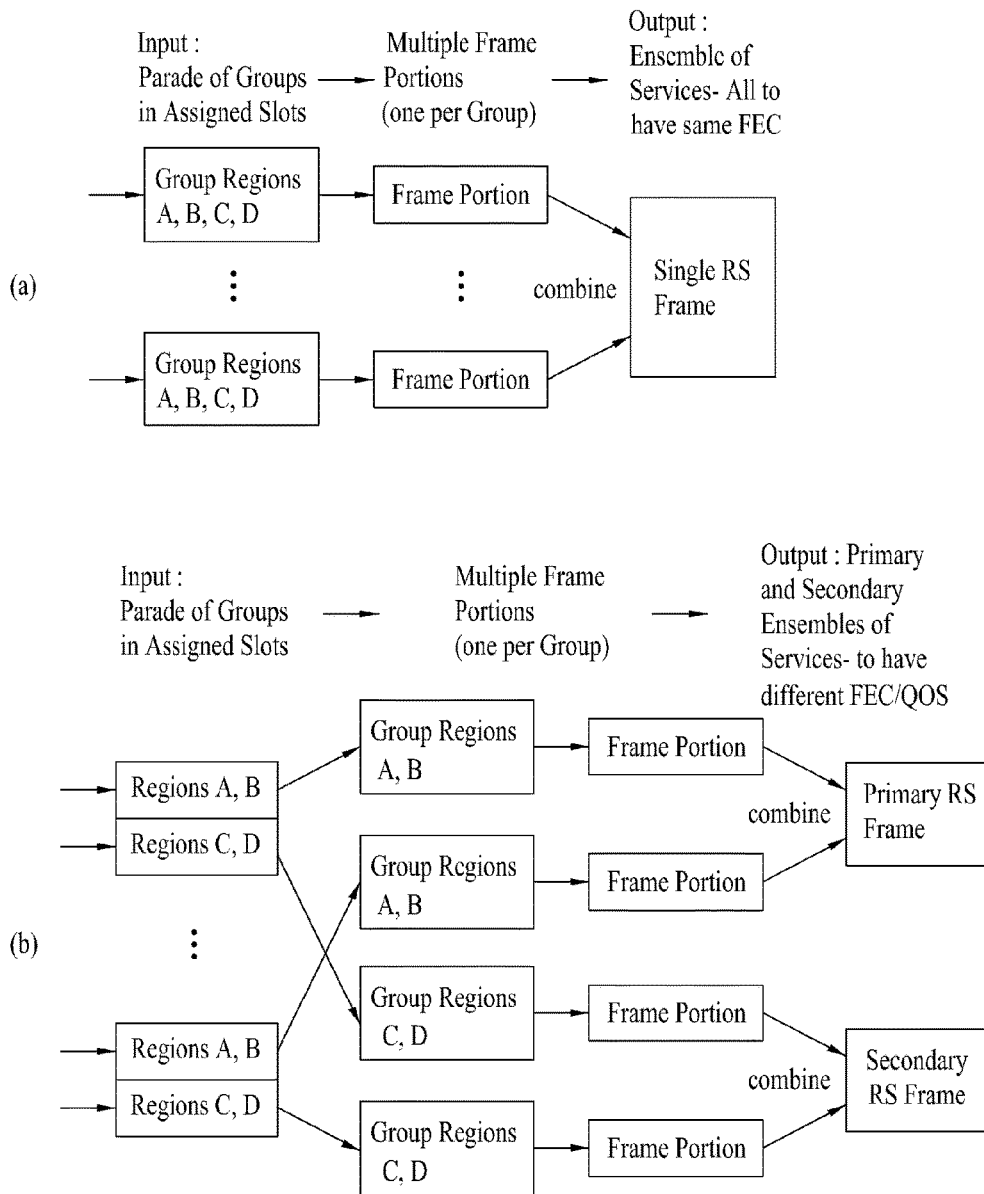 Input :
Parade of Groups
in Assigned Slots
Multiple Frame
Portions
(one per Group)
Output :
Ensemble of
Services- All to
have same FEC
(a)
Group Regions
A, B, C, D
Frame Portion
Group Regions
A, B, C, D
Frame Portion
combine
Single RS
Frame
Input :
Parade of Groups
in Assigned Slots
Multiple Frame
Portions
(one per Group)
Output : Primary
and Secondary
Ensembles of
Services- to have
different FEC/QOS
(b)
Regions A, B
Regions C, D
Regions A, B
Regions C, D
Group Regions
A, B
Group Regions
A, B
Group Regions
C, D
Group Regions
C, D
Frame Portion
Frame Portion
Frame Portion
Frame Portion
combine
Primary RS
Frame
combine
Secondary
RS Frame